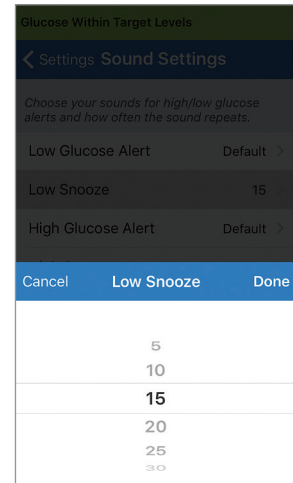 Glucose Within Target Levels
Settings Sound Settings
Choose your sounds for high/low glucose
alerts and how often the sound repeats.
Low Glucose Alert Default
Low Snooze 15
High Glucose Alert Default
Cancel Low Snooze Done
5
10
15
20
25
30